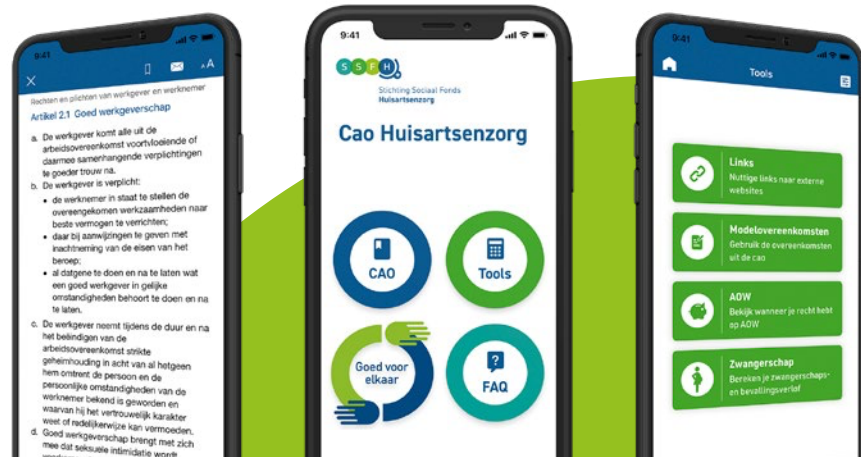 9:41
AA
Rechten en plichten van werkgever en werknemer
Artikel 2.1 Goed werkgeverschap
a. De werkgever komt alle uit de
arbeidsovereenkomst voortvloeiende of
daarmee samenhangende verplichtingen
te goeder trouw na.
b. De werkgever is verplicht:
• de werknemer in staat te stellen de
overeengekomen werkzaamheden naar
beste vermogen te verrichten;
• daar bij aanwijzingen te geven met
inachtneming van de eisen van het
beroep;
• al datgene te doen en na te laten wat
een goed werkgever in gelijke
omstandigheden behoort te doen en na
te laten.
c. De werkgever neemt tijdens de duur en na
het beëindigen van de
arbeidsovereenkomst strikte
geheimhouding in acht van al hetgeen
hem omtrent de persoon en de
persoonlijke omstandigheden van de
werknemer bekend is geworden en
waarvan hij het vertrouwelijk karakter
weet of redelijkerwijze kan vermoeden.
d. Goed werkgeverschap brengt met zich
mee dat seksuele intimidatie wordt
9:41
SSFH
Stichting Sociaal Fonds
Huisartsenzorg
Cao Huisartsenzorg
CAO
Tools
Goed voor
elkaar
?
FAQ
9:41
Tools
Links
Nuttige links naar externe
websites
Modelovereenkomsten
Gebruik de overeenkomsten
uit de cao
AOW
Bekijk wanneer je recht hebt
op AOW
Zwangerschap
Bereken je zwangerschaps-
en bevallingsverlof